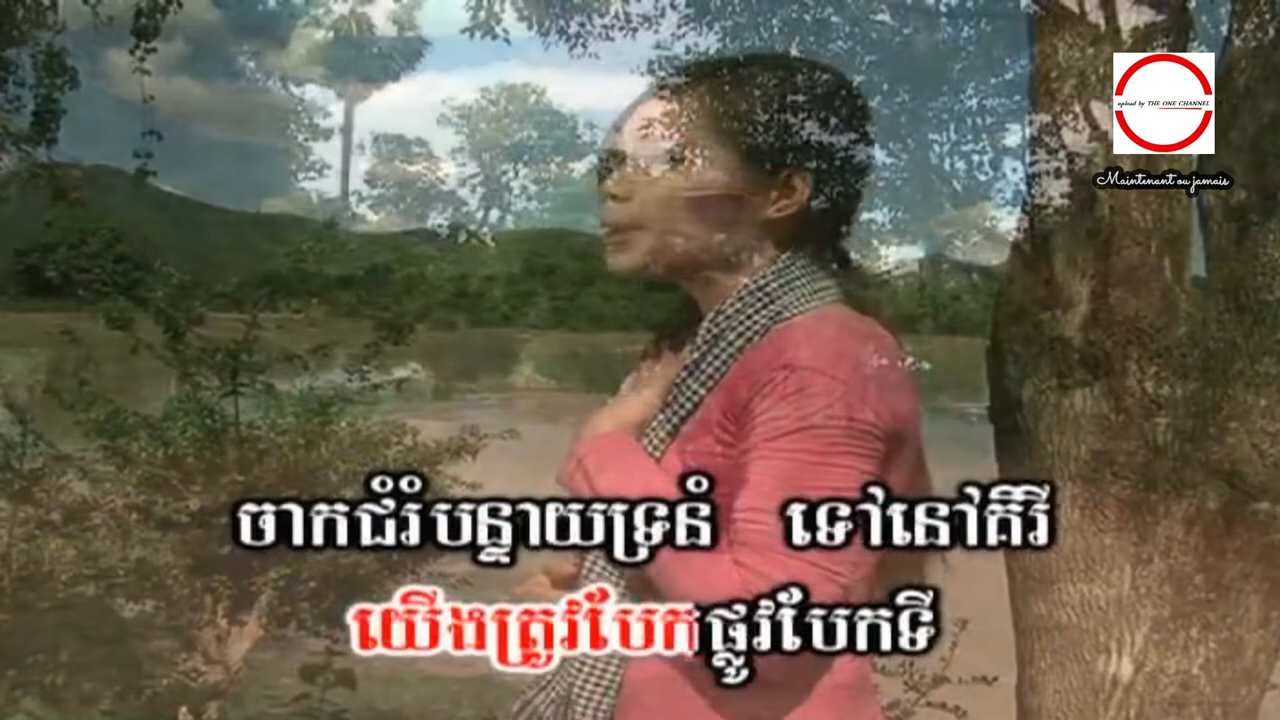 upload by THE ONE CHANNEL
Maintenant ou jamais
ចាកជំរំបន្លាយទ្រនំ ទៅនៅគិរី
យើងត្រូវបែកផ្លូវបែកទី